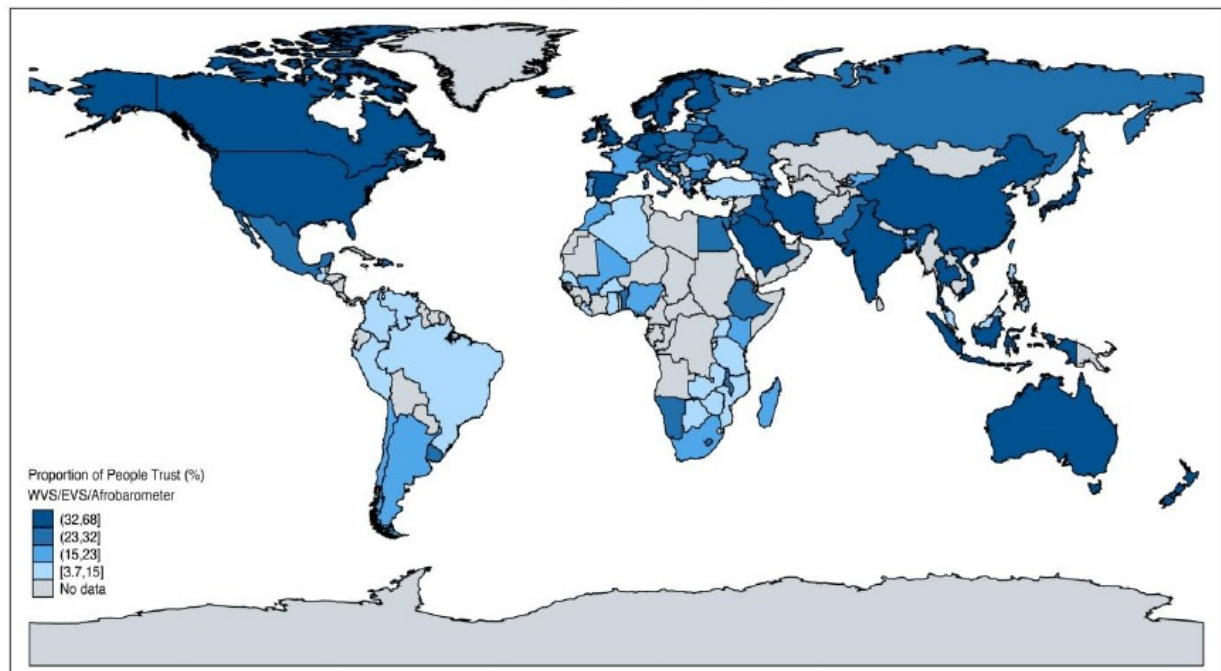 Proportion of People Trust (%)
WVS/EVS/Afrobarometer
(32,68]
(23,32]
(15,23]
[3.7,15]
No data